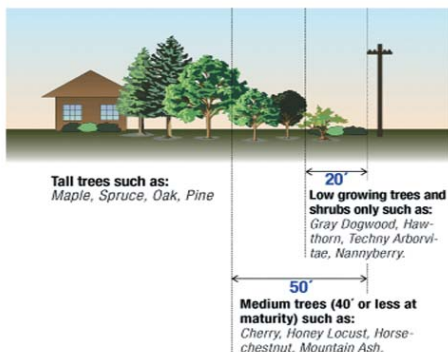 Tall trees such as:
Maple, Spruce, Oak, Pine
20'
Low growing trees and
shrubs only such as:
Gray Dogwood, Haw-
thorn, Techny Arborvi-
tae, Nannyberry.
50'
Medium trees (40' or less at
maturity) such as:
Cherry, Honey Locust, Horse-
chestnut, Mountain Ash.